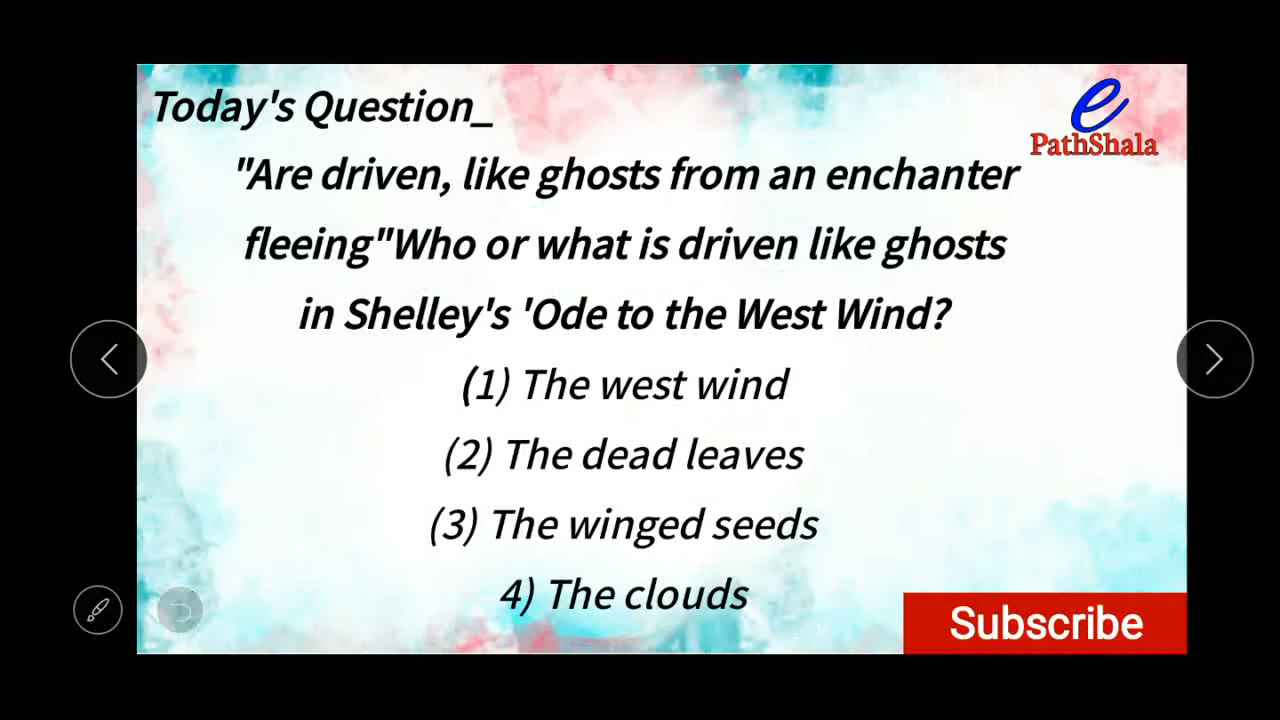 Today's Question_
e
PathShala
"Are driven, like ghosts from an enchanter
fleeing"Who or what is driven like ghosts
in Shelley's 'Ode to the West Wind?
(1) The west wind
(2) The dead leaves
(3) The winged seeds
4) The clouds
Subscribe